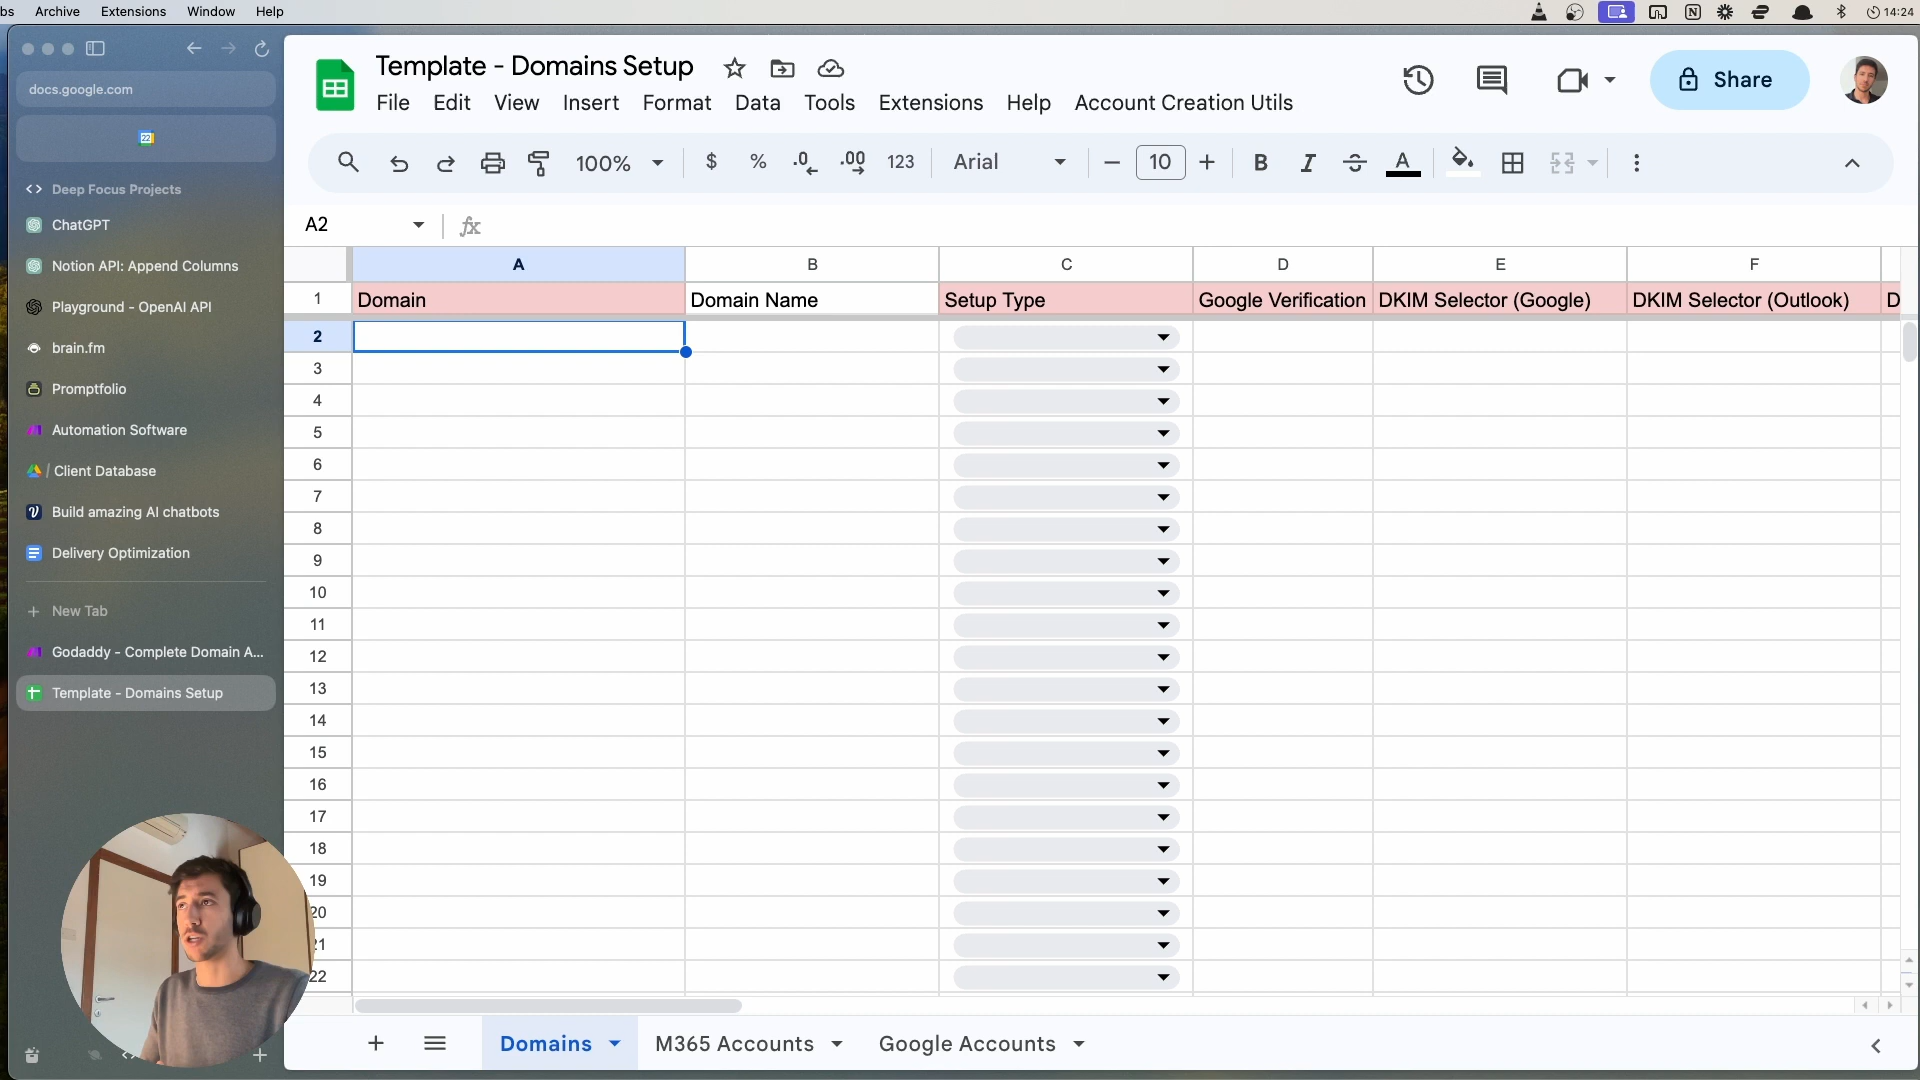 bs Archive Extensions Window Help
14:24
docs.google.com
22
Deep Focus Projects
ChatGPT
Notion API: Append Columns
Playground - OpenAI API
brain.fm
Promptfolio
Automation Software
/ Client Database
Build amazing AI chatbots
Delivery Optimization
+ New Tab
Godaddy - Complete Domain A...
Template - Domains Setup
Template - Domains Setup
File Edit View Insert Format Data Tools Extensions Help Account Creation Utils
Share
100% $ % .0 .00 123 Arial 10 B I A
A2 fx
A B C D E F
1 Domain Domain Name Setup Type Google Verification DKIM Selector (Google) DKIM Selector (Outlook) D
2
3
4
5
6
7
8
9
10
11
12
13
14
15
16
17
18
19
20
21
22
Domains M365 Accounts Google Accounts